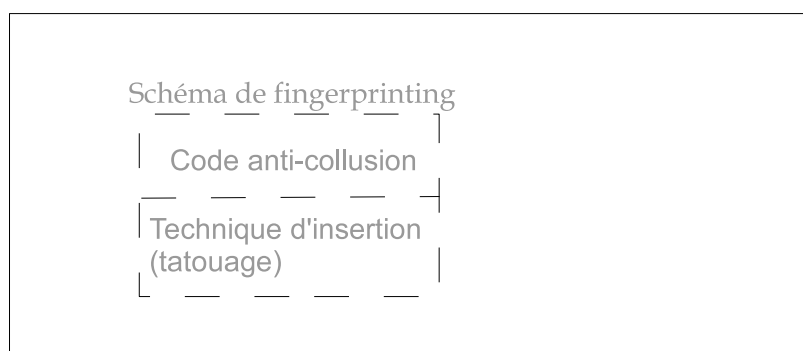 Schéma de fingerprinting
Code anti-collusion
Technique d'insertion
(tatouage)